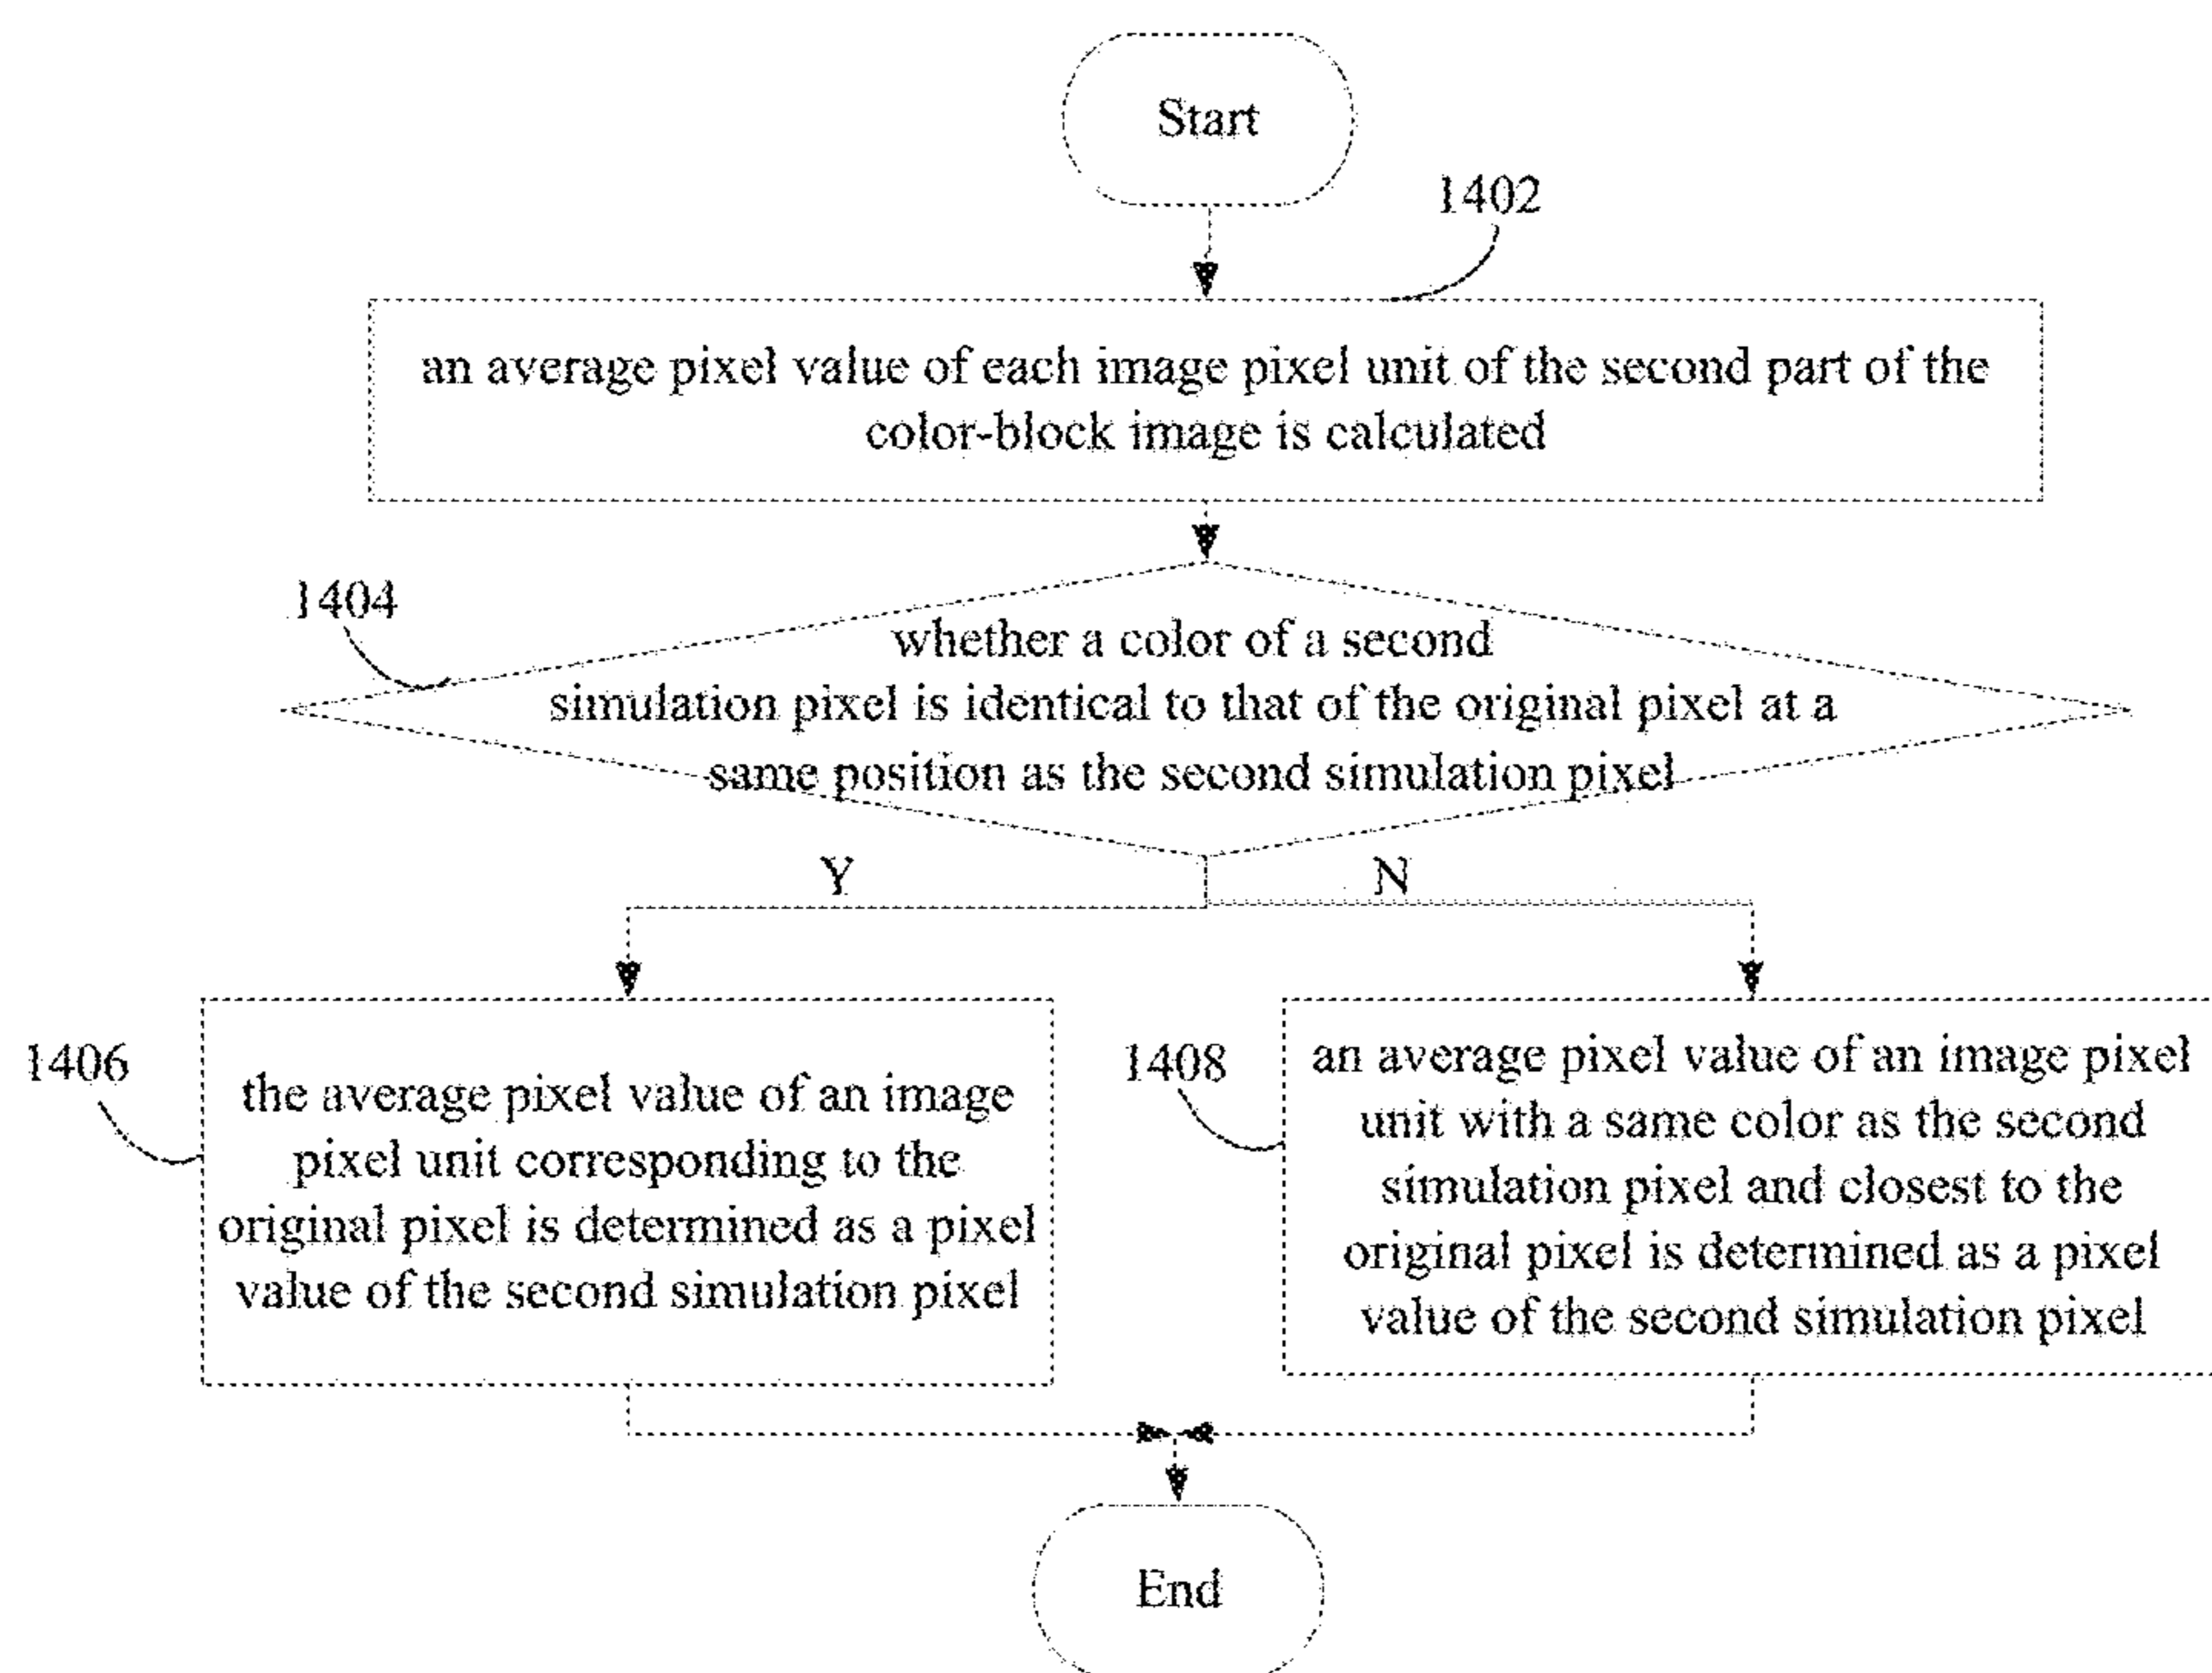 Start
1402
an average pixel value of each image pixel unit of the second part of the
color-block image is calculated
1404
whether a color of a second
simulation pixel is identical to that of the original pixel at a
same position as the second simulation pixel
Y
N
1406
the average pixel value of an image
pixel unit corresponding to the
original pixel is determined as a pixel
value of the second simulation pixel
1408
an average pixel value of an image pixel
unit with a same color as the second
simulation pixel and closest to the
original pixel is determined as a pixel
value of the second simulation pixel
End